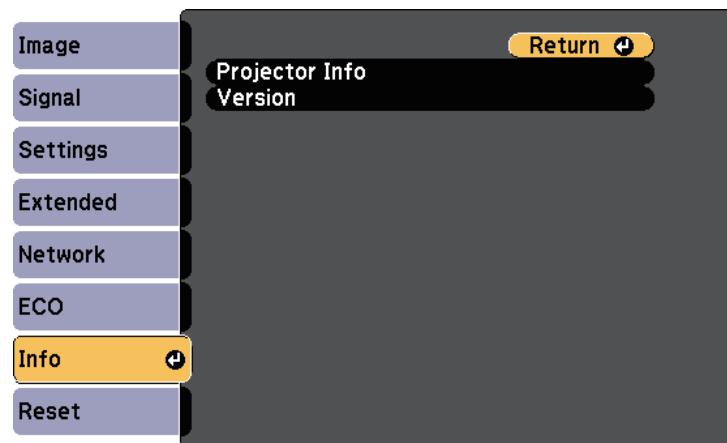 Image
Signal
Settings
Extended
Network
ECO
Info
Reset
Return
Projector Info
Version